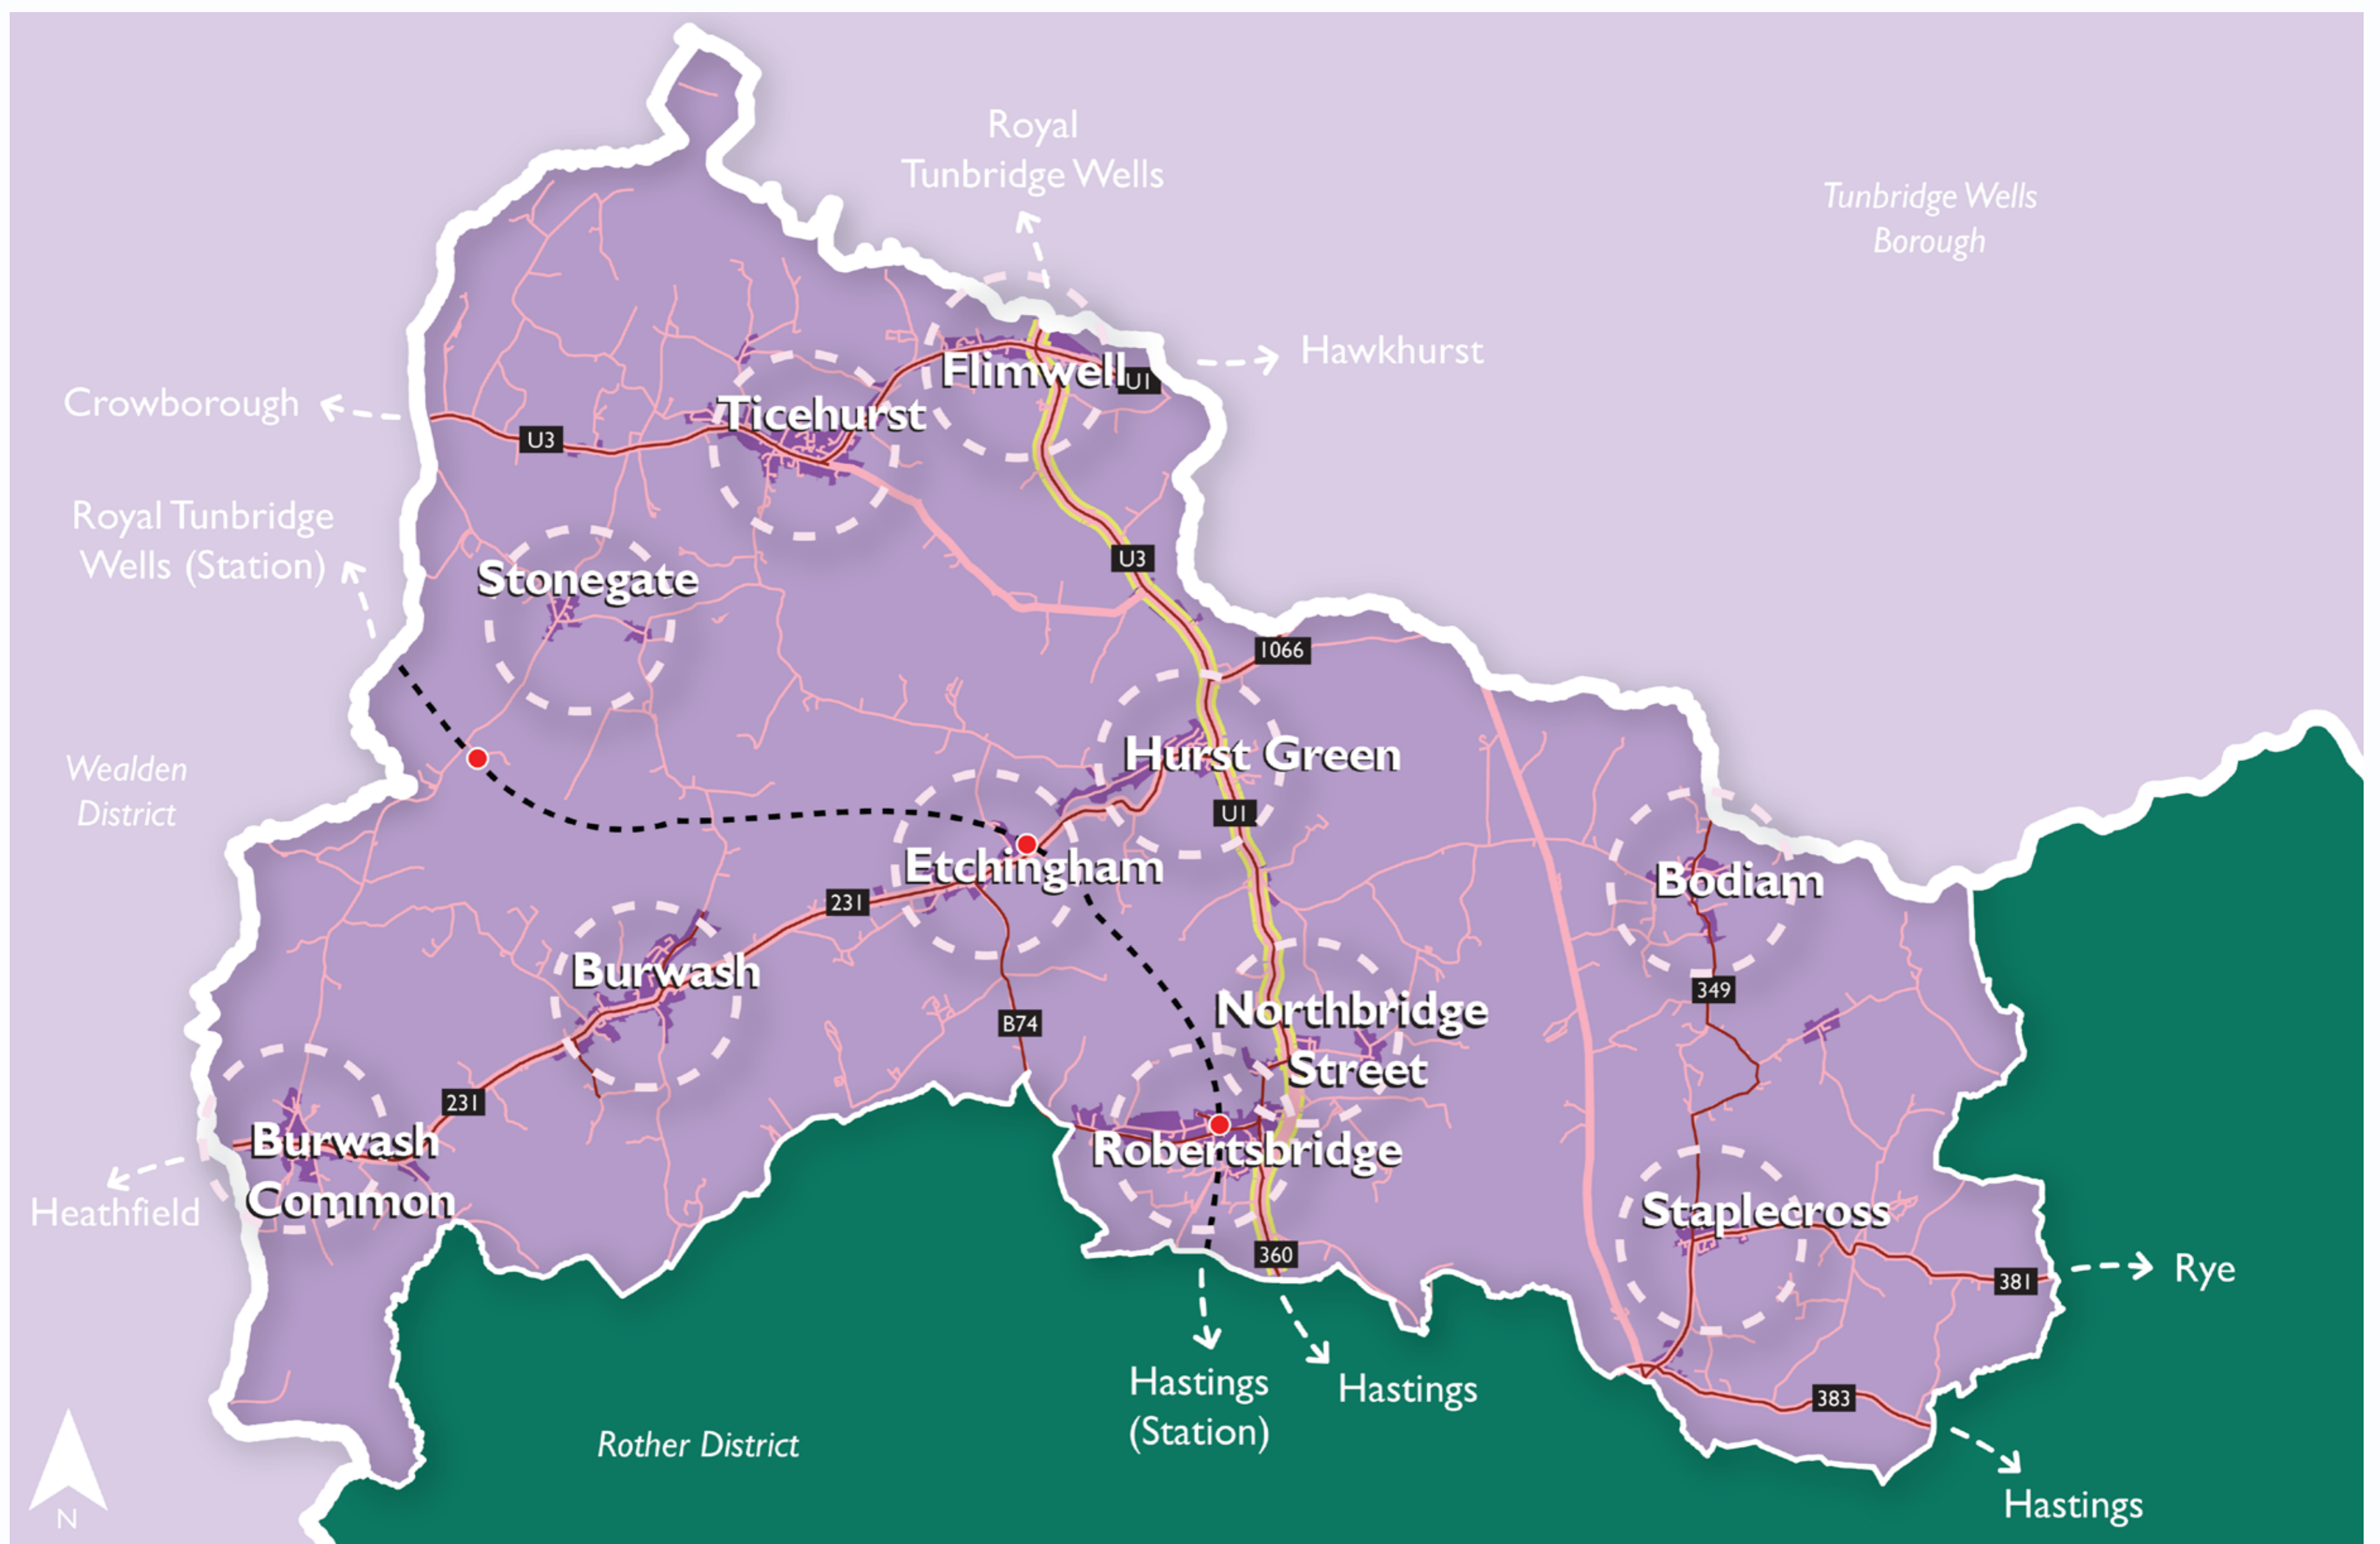 Royal
Tunbridge Wells
Tunbridge Wells
Borough
Hawkhurst
Crowborough
Flimwell
U1
Ticehurst
U3
Royal Tunbridge
Wells (Station)
U3
Stonegate
1066
Hurst Green
Wealden
District
U1
Etchingham
Bodiam
231
Burwash
349
Northbridge
Street
B74
231
Burwash
Common
Robertsbridge
Heathfield
Staplecross
360
381
Rye
Hastings
(Station)
Hastings
383
Rother District
Hastings
N